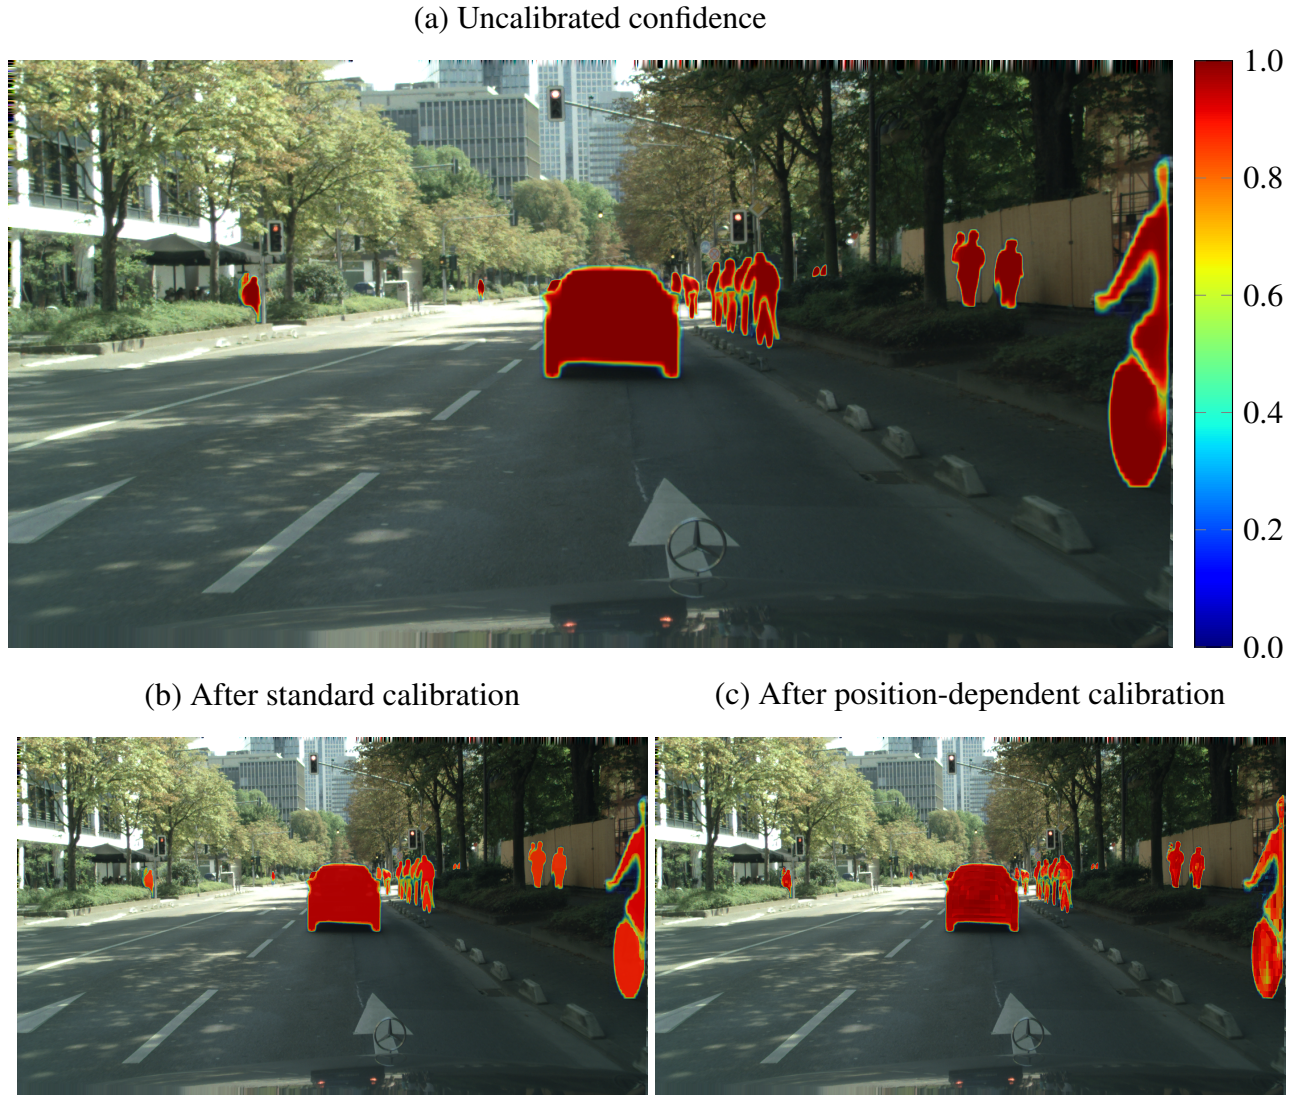 (a) Uncalibrated confidence
1.0
0.8
0.6
0.4
0.2
0.0
(b) After standard calibration
(c) After position-dependent calibration